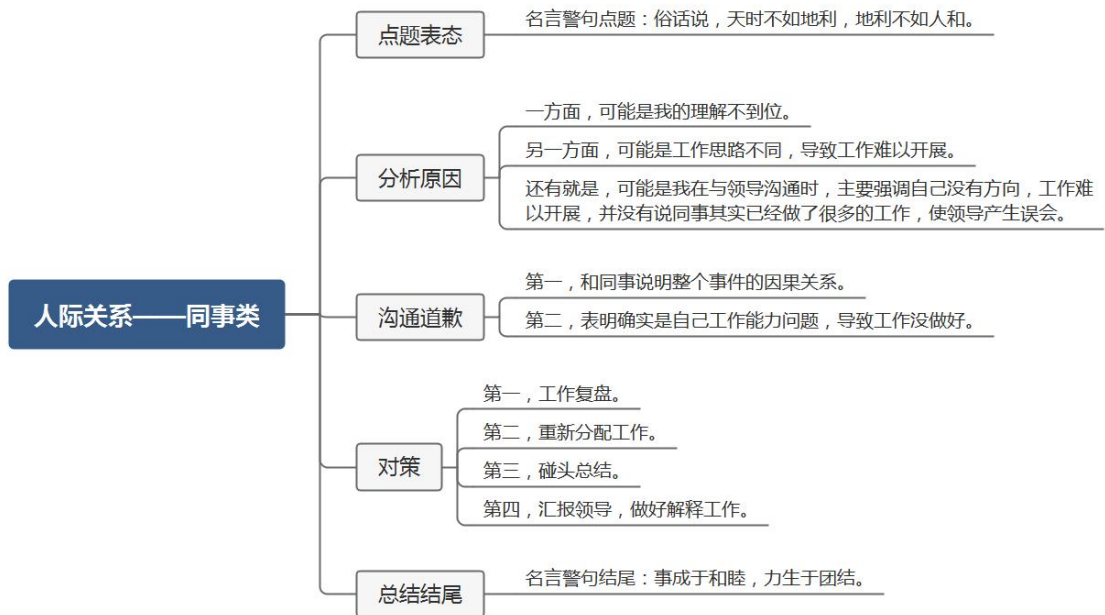 点题表态
名言警句点题：俗话说，天时不如地利，地利不如人和。
分析原因
一方面，可能是我的理解不到位。
另一方面，可能是工作思路不同，导致工作难以开展。
还有就是，可能是我在与领导沟通时，主要强调自己没有方向，工作难
以开展，并没有说同事其实已经做了很多的工作，使领导产生误会。
人际关系——同事类
沟通道歉
第一，和同事说明整个事件的因果关系。
第二，表明确实是自己工作能力问题，导致工作没做好。
对策
第一，工作复盘。
第二，重新分配工作。
第三，碰头总结。
第四，汇报领导，做好解释工作。
总结结尾
名言警句结尾：事成于和睦，力生于团结。